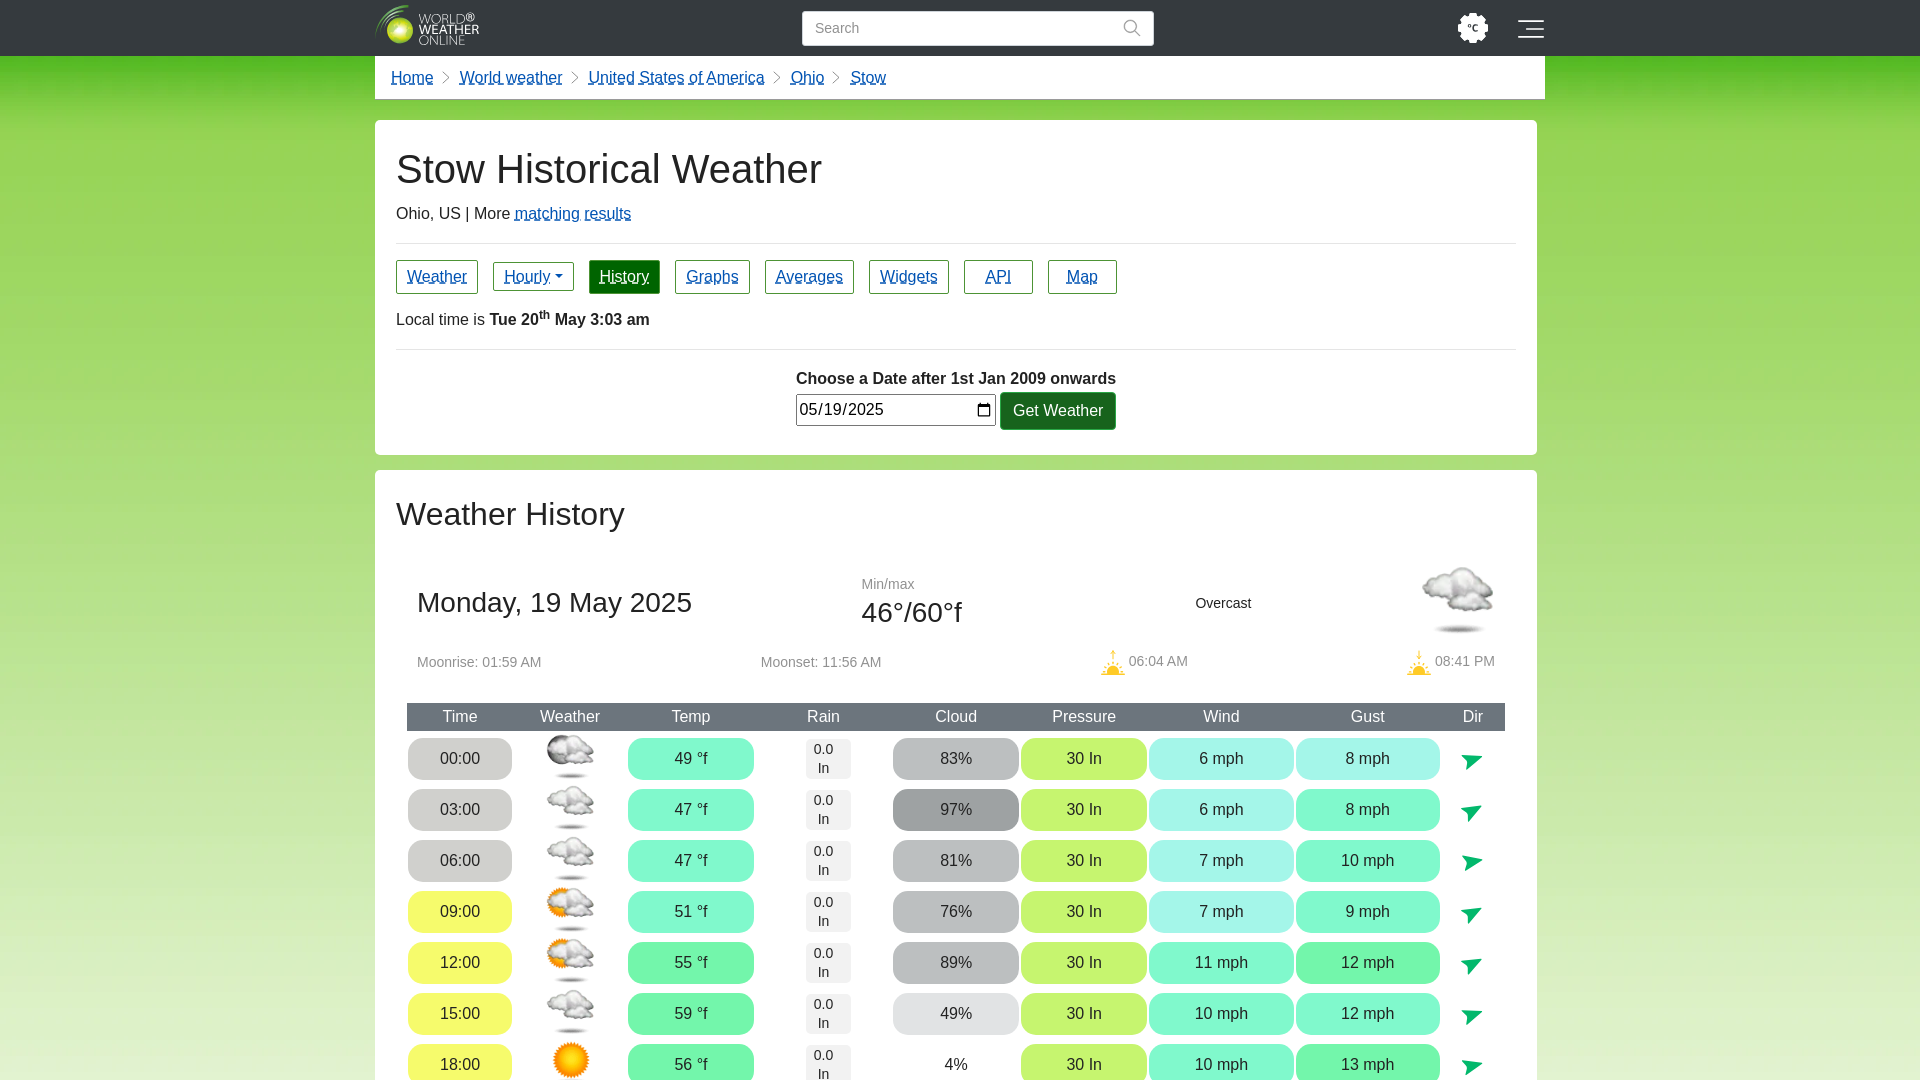 WORLD®
WEATHER
ONLINE
Search
°C
Home
World weather
United States of America
Ohio
Stow
Stow Historical Weather
Ohio, US | More matching results
Weather
Hourly
History
Graphs
Averages
Widgets
API
Map
Local time is Tue 20th May 3:03 am
Choose a Date after 1st Jan 2009 onwards
05/19/2025
Get Weather
Weather History
Monday, 19 May 2025
Min/max
46°/60°f
Overcast
Moonrise: 01:59 AM
Moonset: 11:56 AM
06:04 AM
08:41 PM
Time Weather Temp Rain Cloud Pressure Wind Gust Dir
00:00 49 °f 0.0 In 83% 30 In 6 mph 8 mph
03:00 47 °f 0.0 In 97% 30 In 6 mph 8 mph
06:00 47 °f 0.0 In 81% 30 In 7 mph 10 mph
09:00 51 °f 0.0 In 76% 30 In 7 mph 9 mph
12:00 55 °f 0.0 In 89% 30 In 11 mph 12 mph
15:00 59 °f 0.0 In 49% 30 In 10 mph 12 mph
18:00 56 °f 0.0 In 4% 30 In 10 mph 13 mph